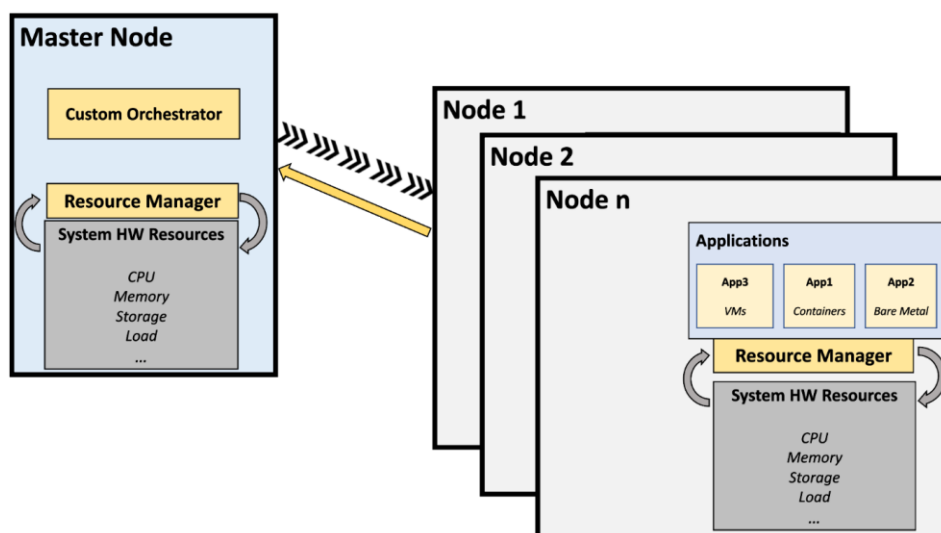 Master Node
Custom Orchestrator
Resource Manager
System HW Resources
CPU
Memory
Storage
Load
...
Node 1
Node 2
Node n
Applications
App3
VMs
App1
Containers
App2
Bare Metal
Resource Manager
System HW Resources
CPU
Memory
Storage
Load
...